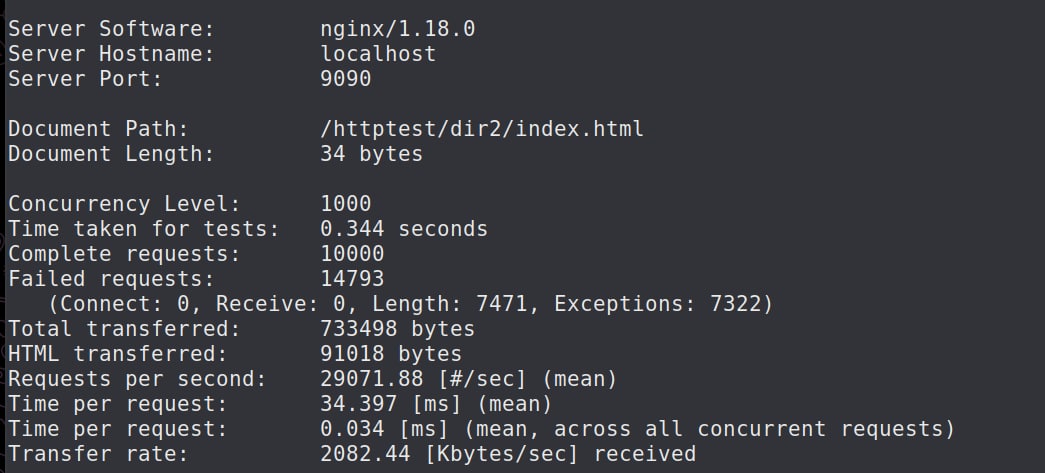 Server Software:        nginx/1.18.0
Server Hostname:        localhost
Server Port:            9090
Document Path:          /httptest/dir2/index.html
Document Length:        34 bytes
Concurrency Level:      1000
Time taken for tests:   0.344 seconds
Complete requests:      10000
Failed requests:        14793
   (Connect: 0, Receive: 0, Length: 7471, Exceptions: 7322)
Total transferred:      733498 bytes
HTML transferred:       91018 bytes
Requests per second:    29071.88 [#/sec] (mean)
Time per request:       34.397 [ms] (mean)
Time per request:       0.034 [ms] (mean, across all concurrent requests)
Transfer rate:          2082.44 [Kbytes/sec] received